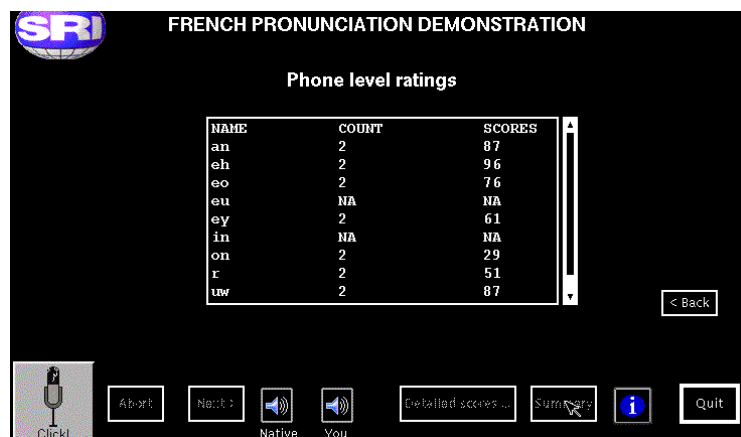 SRI
FRENCH PRONUNCIATION DEMONSTRATION
Phone level ratings
NAME COUNT SCORES
an 2 87
eh 2 96
eo 2 76
eu NA NA
ey 2 61
in NA NA
on 2 29
r 2 51
uw 2 87
< Back
Abort Next > Detailed scores ... Summary i Quit
Click! Native You